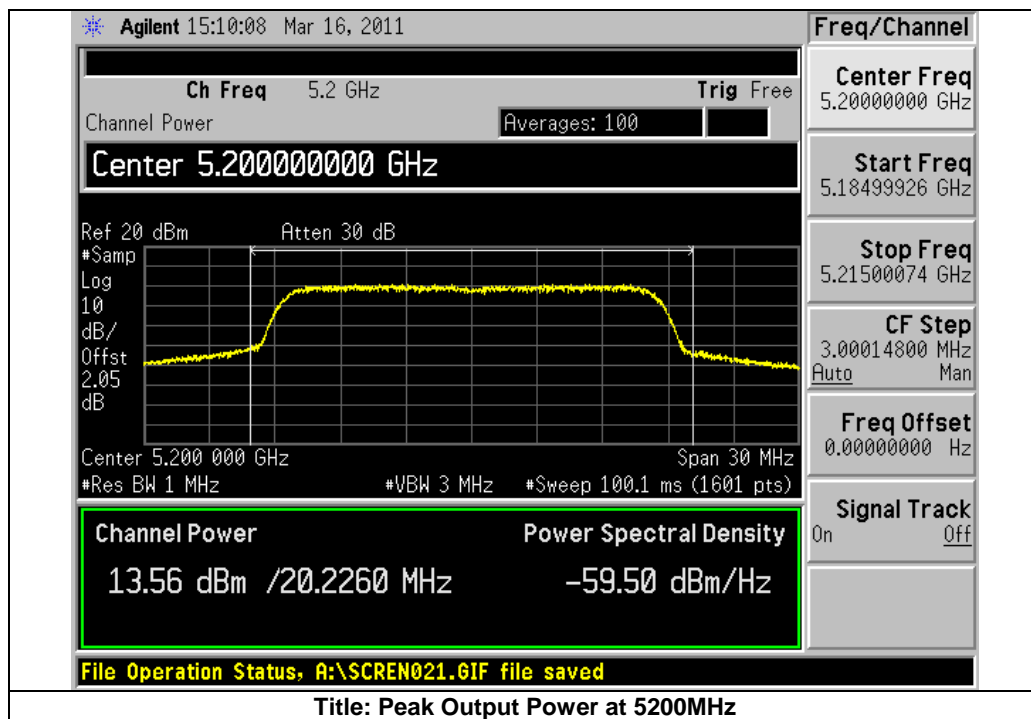 Agilent 15:10:08 Mar 16, 2011
Freq/Channel
Ch Freq 5.2 GHz Trig Free
Channel Power Averages: 100
Center 5.200000000 GHz
Ref 20 dBm Atten 30 dB
#Samp
Log
10
dB/
Offst
2.05
dB
Center 5.200 000 GHz Span 30 MHz
#Res BW 1 MHz #VBW 3 MHz #Sweep 100.1 ms (1601 pts)
Channel Power Power Spectral Density
13.56 dBm /20.2260 MHz -59.50 dBm/Hz
File Operation Status, A:\SCREN021.GIF file saved
Center Freq
5.20000000 GHz
Start Freq
5.18499926 GHz
Stop Freq
5.21500074 GHz
CF Step
3.00014800 MHz
Auto Man
Freq Offset
0.00000000 Hz
Signal Track
On Off
Title: Peak Output Power at 5200MHz